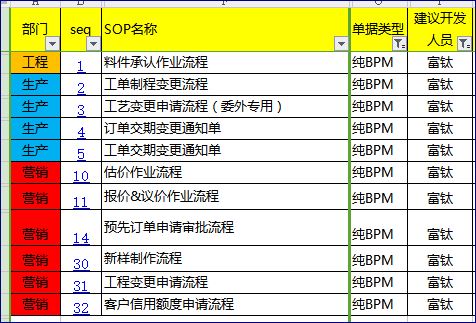 部门 seq SOP名称 单据类型 建议开发人员
工程 1 料件承认作业流程 纯BPM 富钛
生产 2 工单制程变更流程 纯BPM 富钛
生产 3 工艺变更申请流程（委外专用） 纯BPM 富钛
生产 4 订单交期变更通知单 纯BPM 富钛
生产 5 工单交期变更通知单 纯BPM 富钛
营销 10 估价作业流程 纯BPM 富钛
营销 11 报价&议价作业流程 纯BPM 富钛
营销 14 预先订单申请审批流程 纯BPM 富钛
营销 30 新样制作流程 纯BPM 富钛
营销 31 工程变更申请流程 纯BPM 富钛
营销 32 客户信用额度申请流程 纯BPM 富钛